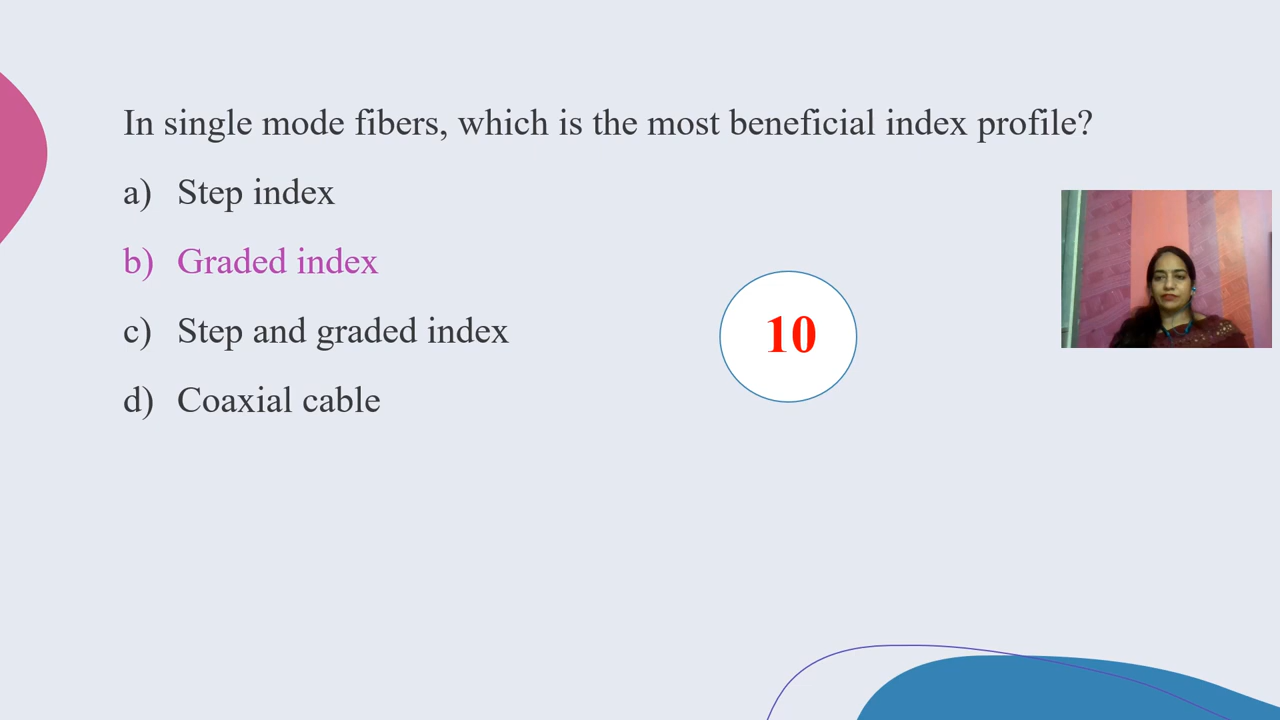 In single mode fibers, which is the most beneficial index profile?
a) Step index
b) Graded index
c) Step and graded index
d) Coaxial cable
10